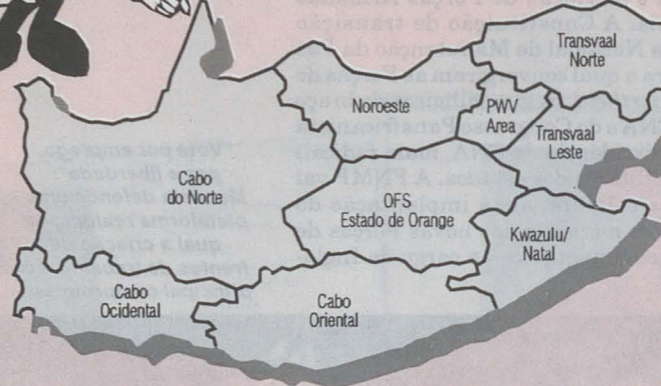 Transvaal
Norte
Noroeste
PWV
Area
Transvaal
Leste
Cabo
do Norte
OFS
Estado de Orange
Kwazulu/
Natal
Cabo
Ocidental
Cabo
Oriental